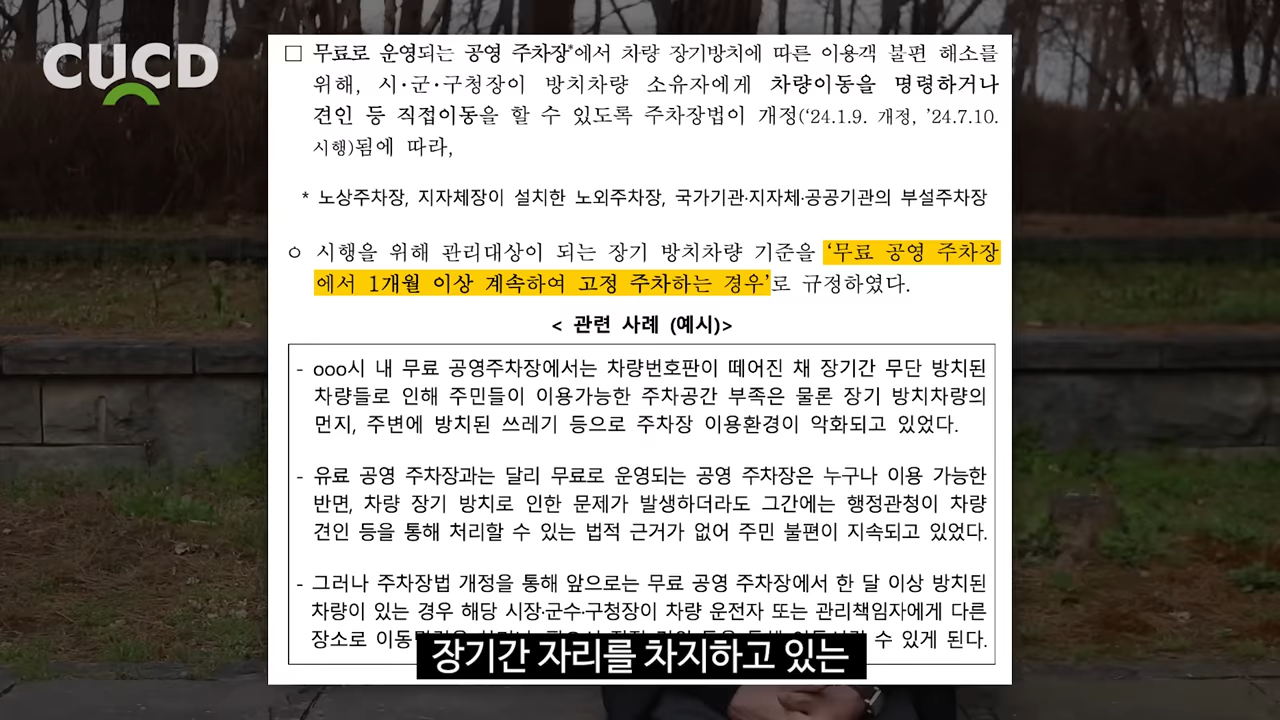 CUCD
□ 무료로 운영되는 공영 주차장*에서 차량 장기방치에 따른 이용객 불편 해소를
위해, 시·군·구청장이 방치차량 소유자에게 차량이동을 명령하거나
견인 등 직접이동을 할 수 있도록 주차장법이 개정(‘24.1.9. 개정, ’24.7.10.
시행)됨에 따라,
* 노상주차장, 지자체장이 설치한 노외주차장, 국가기관·지자체·공공기관의 부설주차장
ㅇ 시행을 위해 관리대상이 되는 장기 방치차량 기준을 ‘무료 공영 주차장
에서 1개월 이상 계속하여 고정 주차하는 경우’로 규정하였다.
< 관련 사례 (예시)>
- ooo시 내 무료 공영주차장에서는 차량번호판이 떼어진 채 장기간 무단 방치된
차량들로 인해 주민들이 이용가능한 주차공간 부족은 물론 장기 방치차량의
먼지, 주변에 방치된 쓰레기 등으로 주차장 이용환경이 악화되고 있었다.
- 유료 공영 주차장과는 달리 무료로 운영되는 공영 주차장은 누구나 이용 가능한
반면, 차량 장기 방치로 인한 문제가 발생하더라도 그간에는 행정관청이 차량
견인 등을 통해 처리할 수 있는 법적 근거가 없어 주민 불편이 지속되고 있었다.
- 그러나 주차장법 개정을 통해 앞으로는 무료 공영 주차장에서 한 달 이상 방치된
차량이 있는 경우 해당 시장·군수·구청장이 차량 운전자 또는 관리책임자에게 다른
장소로 수 있게 된다.
장기간 자리를 차지하고 있는